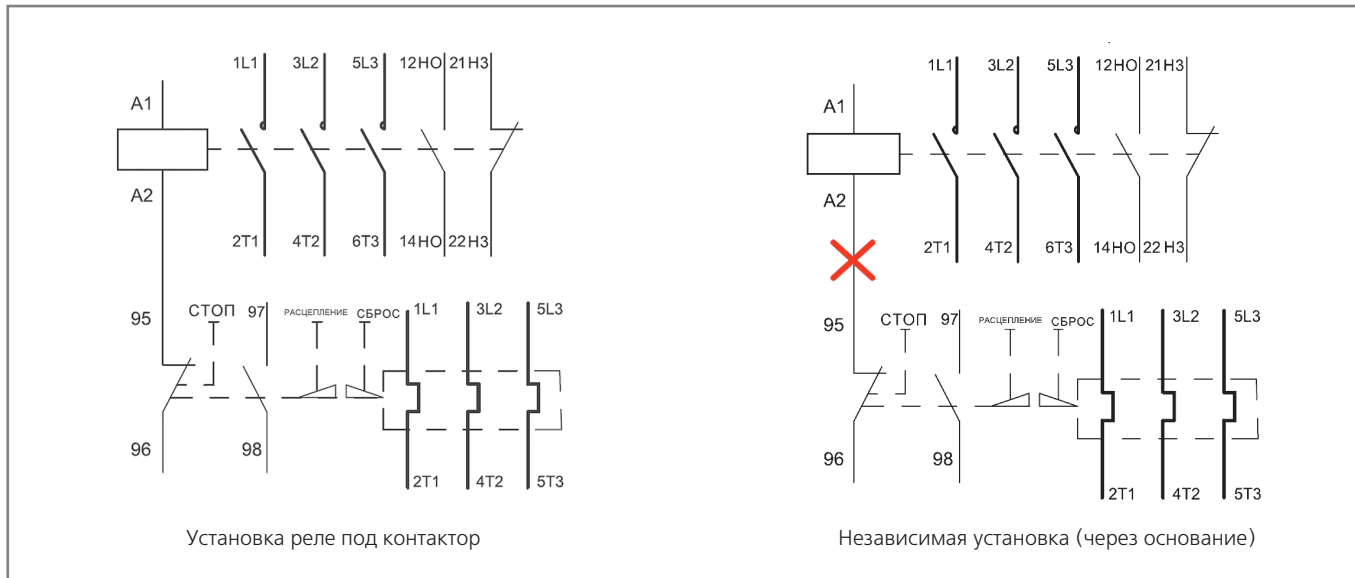 1L1 3L2 5L3 12НО 21НЗ
A1
A2
2T1 4T2 6T3 14НО 22НЗ
95 СТОП 97 РАСЦЕПЛЕНИЕ СБРОС 1L1 3L2 5L3
96 98
2T1 4T2 5T3
Установка реле под контактор
1L1 3L2 5L3 12НО 21НЗ
A1
A2
2T1 4T2 6T3 14НО 22НЗ
95 СТОП 97 РАСЦЕПЛЕНИЕ СБРОС 1L1 3L2 5L3
96 98
2T1 4T2 5T3
Независимая установка (через основание)